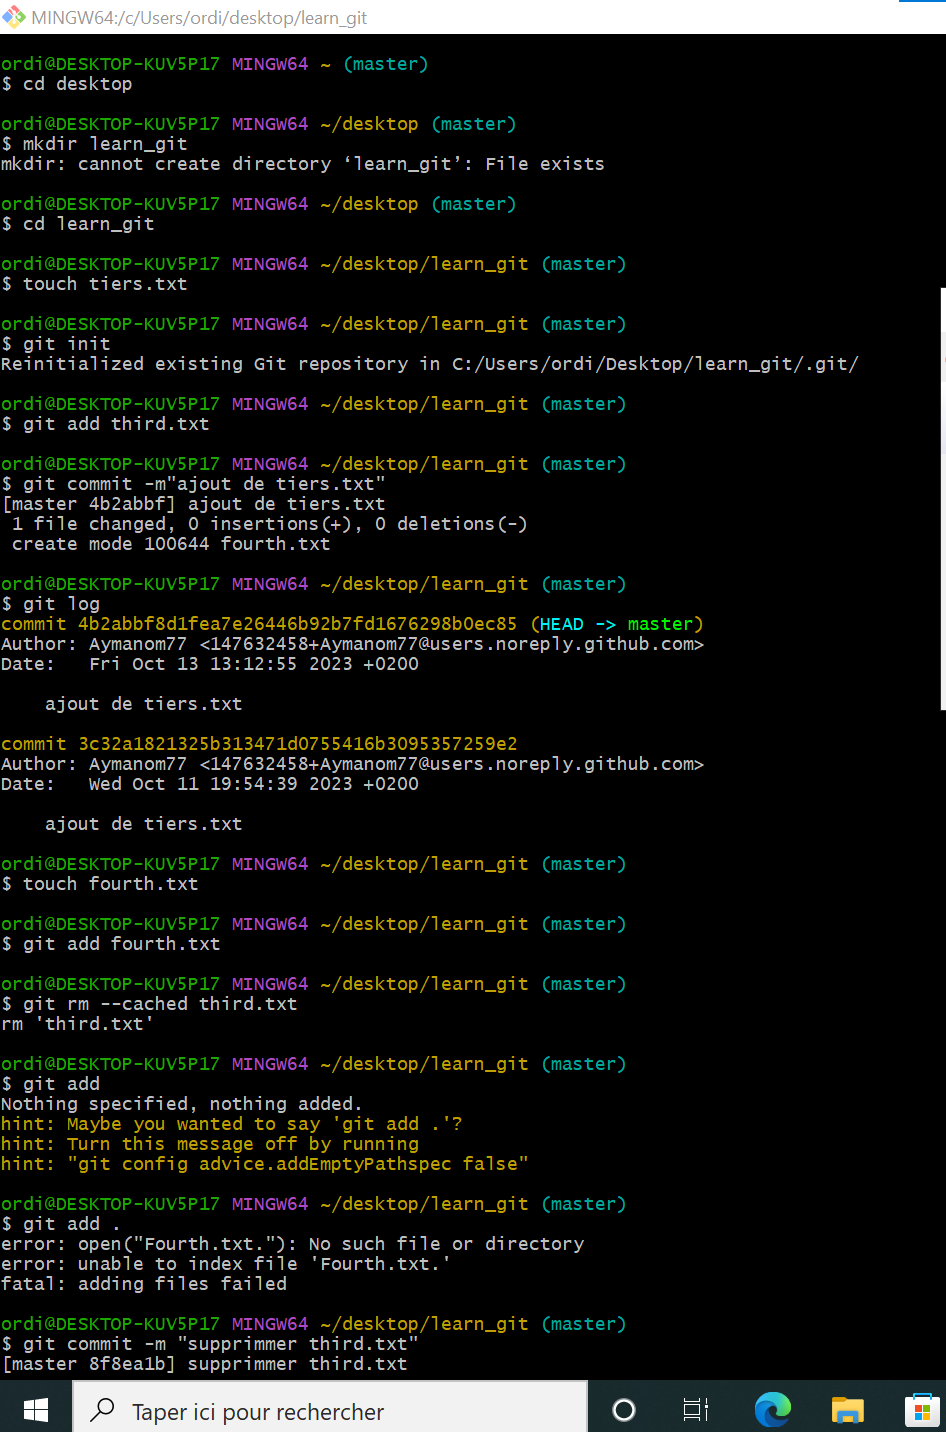 MINGW64:/c/Users/ordi/desktop/learn_git
ordi@DESKTOP-KUV5P17 MINGW64 ~ (master)
$ cd desktop
ordi@DESKTOP-KUV5P17 MINGW64 ~/desktop (master)
$ mkdir learn_git
mkdir: cannot create directory ‘learn_git’: File exists
ordi@DESKTOP-KUV5P17 MINGW64 ~/desktop (master)
$ cd learn_git
ordi@DESKTOP-KUV5P17 MINGW64 ~/desktop/learn_git (master)
$ touch tiers.txt
ordi@DESKTOP-KUV5P17 MINGW64 ~/desktop/learn_git (master)
$ git init
Reinitialized existing Git repository in C:/Users/ordi/Desktop/learn_git/.git/
ordi@DESKTOP-KUV5P17 MINGW64 ~/desktop/learn_git (master)
$ git add third.txt
ordi@DESKTOP-KUV5P17 MINGW64 ~/desktop/learn_git (master)
$ git commit -m"ajout de tiers.txt"
[master 4b2abbf] ajout de tiers.txt
 1 file changed, 0 insertions(+), 0 deletions(-)
 create mode 100644 fourth.txt
ordi@DESKTOP-KUV5P17 MINGW64 ~/desktop/learn_git (master)
$ git log
commit 4b2abbf8d1fea7e26446b92b7fd1676298b0ec85 (HEAD -> master)
Author: Aymanom77 <147632458+Aymanom77@users.noreply.github.com>
Date:   Fri Oct 13 13:12:55 2023 +0200
    ajout de tiers.txt
commit 3c32a1821325b313471d0755416b3095357259e2
Author: Aymanom77 <147632458+Aymanom77@users.noreply.github.com>
Date:   Wed Oct 11 19:54:39 2023 +0200
    ajout de tiers.txt
ordi@DESKTOP-KUV5P17 MINGW64 ~/desktop/learn_git (master)
$ touch fourth.txt
ordi@DESKTOP-KUV5P17 MINGW64 ~/desktop/learn_git (master)
$ git add fourth.txt
ordi@DESKTOP-KUV5P17 MINGW64 ~/desktop/learn_git (master)
$ git rm --cached third.txt
rm 'third.txt'
ordi@DESKTOP-KUV5P17 MINGW64 ~/desktop/learn_git (master)
$ git add
Nothing specified, nothing added.
hint: Maybe you wanted to say 'git add .'?
hint: Turn this message off by running
hint: "git config advice.addEmptyPathspec false"
ordi@DESKTOP-KUV5P17 MINGW64 ~/desktop/learn_git (master)
$ git add .
error: open("Fourth.txt."): No such file or directory
error: unable to index file 'Fourth.txt.'
fatal: adding files failed
ordi@DESKTOP-KUV5P17 MINGW64 ~/desktop/learn_git (master)
$ git commit -m "supprimmer third.txt"
[master 8f8ea1b] supprimmer third.txt
Taper ici pour rechercher